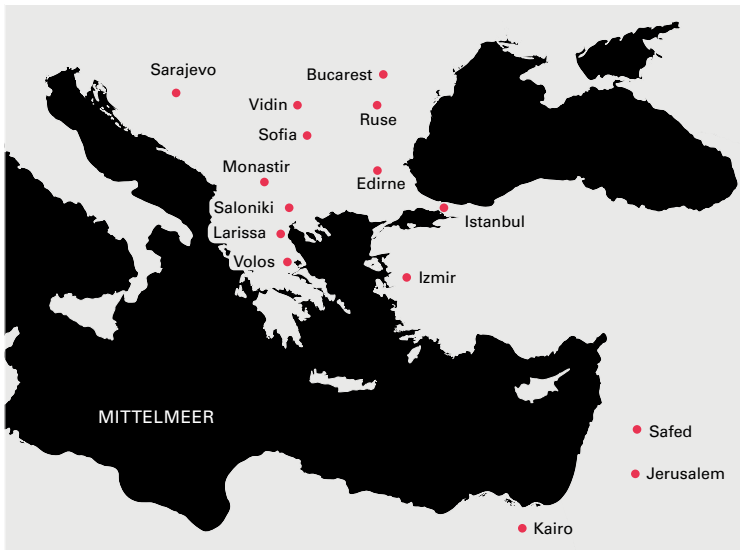 Sarajevo
Bucarest
Vidin
Ruse
Sofia
Monastir
Edirne
Saloniki
Istanbul
Larissa
Volos
Izmir
MITTELMEER
Safed
Jerusalem
Kairo